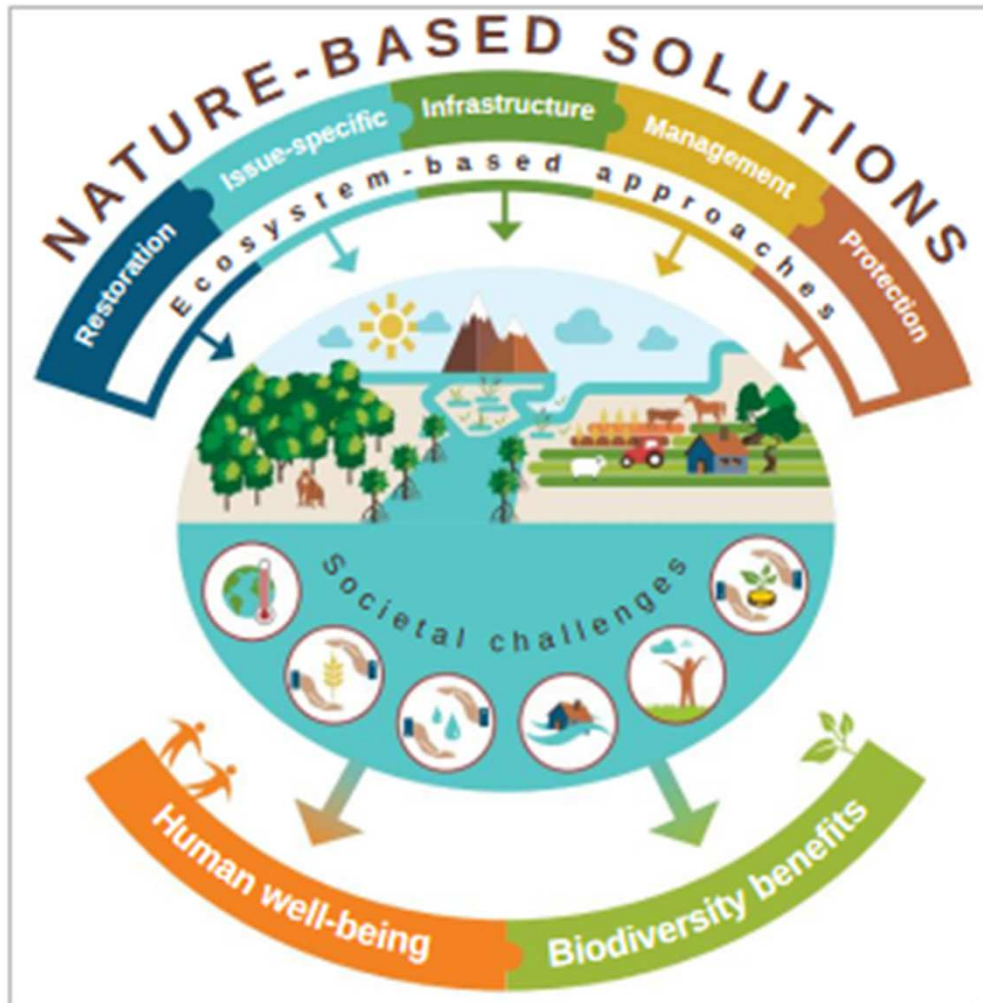 NATURE-BASED SOLUTIONS
Restoration
Issue-specific
Infrastructure
Management
Protection
Ecosystem-based approaches
Societal challenges
Human well-being
Biodiversity benefits